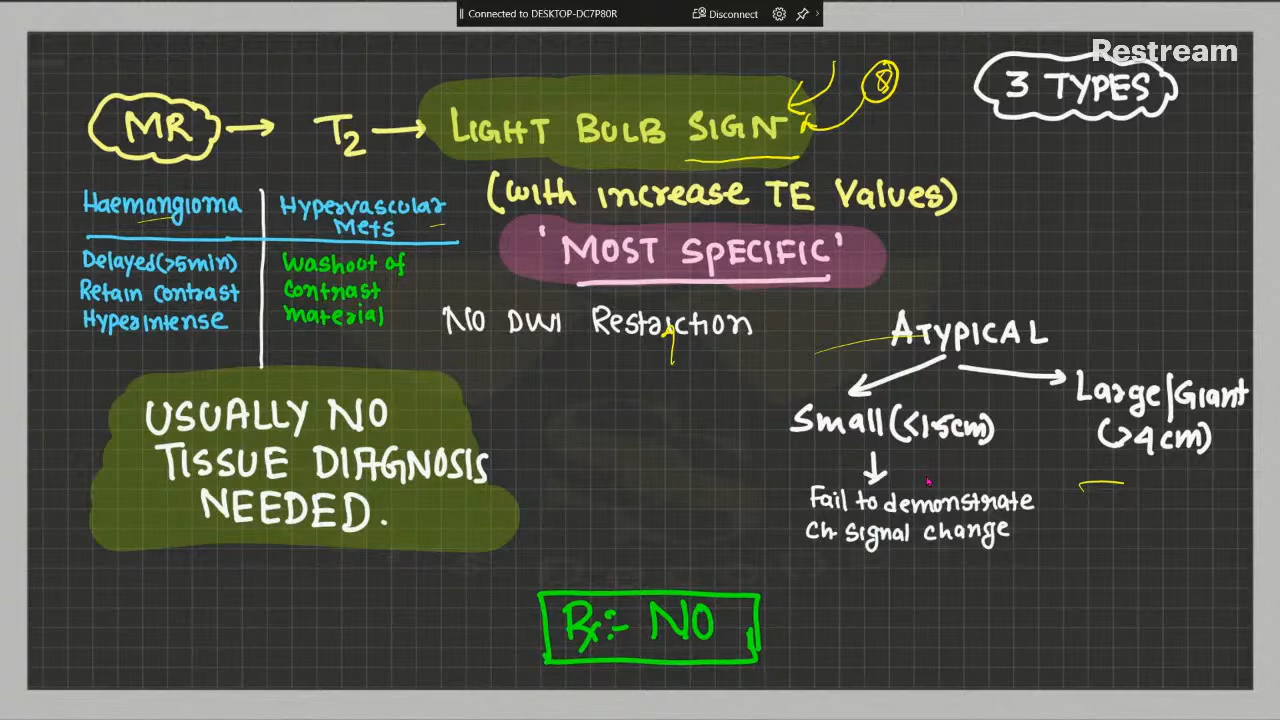 Connected to DESKTOP-DC7P80R
Disconnect
Restream
3 TYPES
MR → T2 → LIGHT BULB SIGN
8
(with increase TE Values)
'MOST SPECIFIC'
Haemangioma
Delayed (>5min)
Retain contrast
Hyperintense
Hypervascular
Mets
Washout of
Contrast
material
NO DWI Restriction
USUALLY NO
TISSUE DIAGNOSIS
NEEDED.
ATYPICAL
Small (<1.5cm)
Fail to demonstrate
Ch signal change
Large/Giant
(>4cm)
Rx:- NO